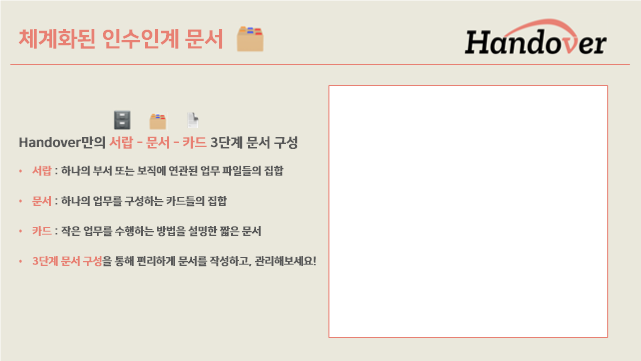 체계화된 인수인계 문서
Handover
Handover만의 서랍 - 문서 - 카드 3단계 문서 구성
• 서랍 : 하나의 부서 또는 보직에 연관된 업무 파일들의 집합
• 문서 : 하나의 업무를 구성하는 카드들의 집합
• 카드 : 작은 업무를 수행하는 방법을 설명한 짧은 문서
• 3단계 문서 구성을 통해 편리하게 문서를 작성하고, 관리해보세요!